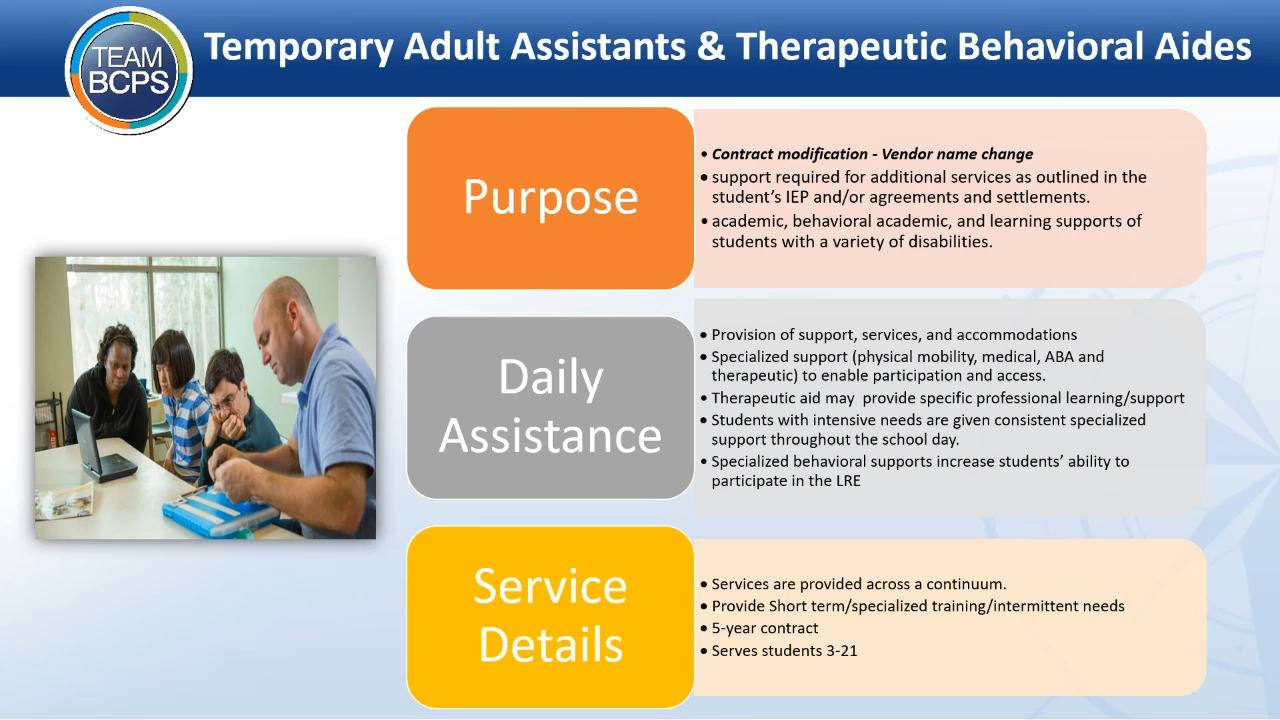 TEAM
BCPS
Temporary Adult Assistants & Therapeutic Behavioral Aides
Purpose
• Contract modification - Vendor name change
• support required for additional services as outlined in the
student’s IEP and/or agreements and settlements.
• academic, behavioral academic, and learning supports of
students with a variety of disabilities.
Daily
Assistance
• Provision of support, services, and accommodations
• Specialized support (physical mobility, medical, ABA and
therapeutic) to enable participation and access.
• Therapeutic aid may  provide specific professional learning/support
• Students with intensive needs are given consistent specialized
support throughout the school day.
• Specialized behavioral supports increase students’ ability to
participate in the LRE
Service
Details
• Services are provided across a continuum.
• Provide Short term/specialized training/intermittent needs
• 5-year contract
• Serves students 3-21